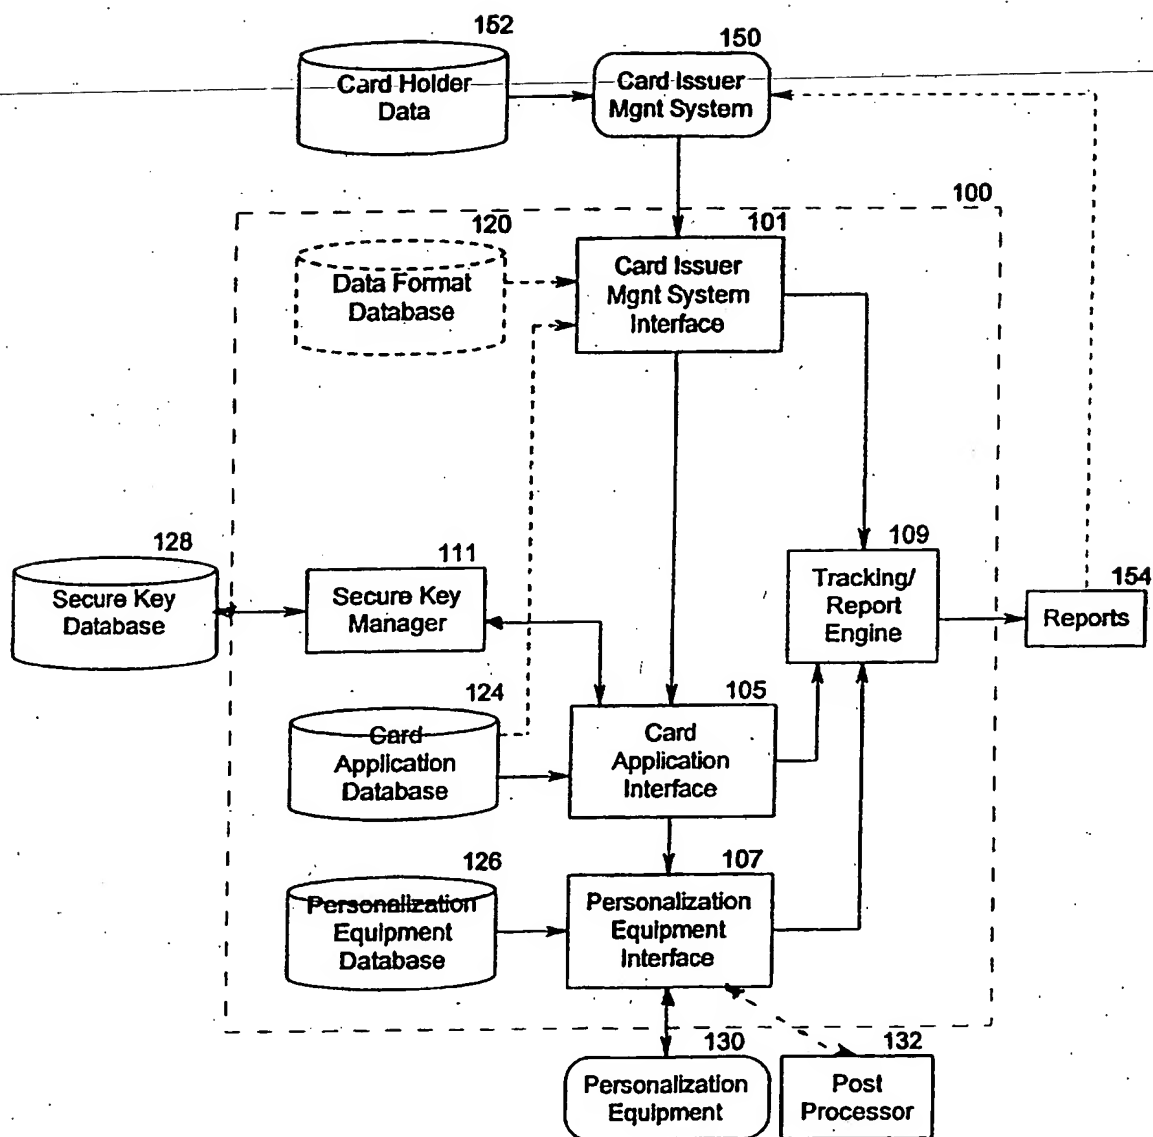 152
150
Card Holder
Data
Card Issuer
Mgnt System
100
120
101
Data Format
Database
Card Issuer
Mgnt System
Interface
128
111
109
154
Secure Key
Database
Secure Key
Manager
Tracking/
Report
Engine
Reports
124
105
Card
Application
Database
Card
Application
Interface
126
107
Personalization
Equipment
Database
Personalization
Equipment
Interface
130
132
Personalization
Equipment
Post
Processor